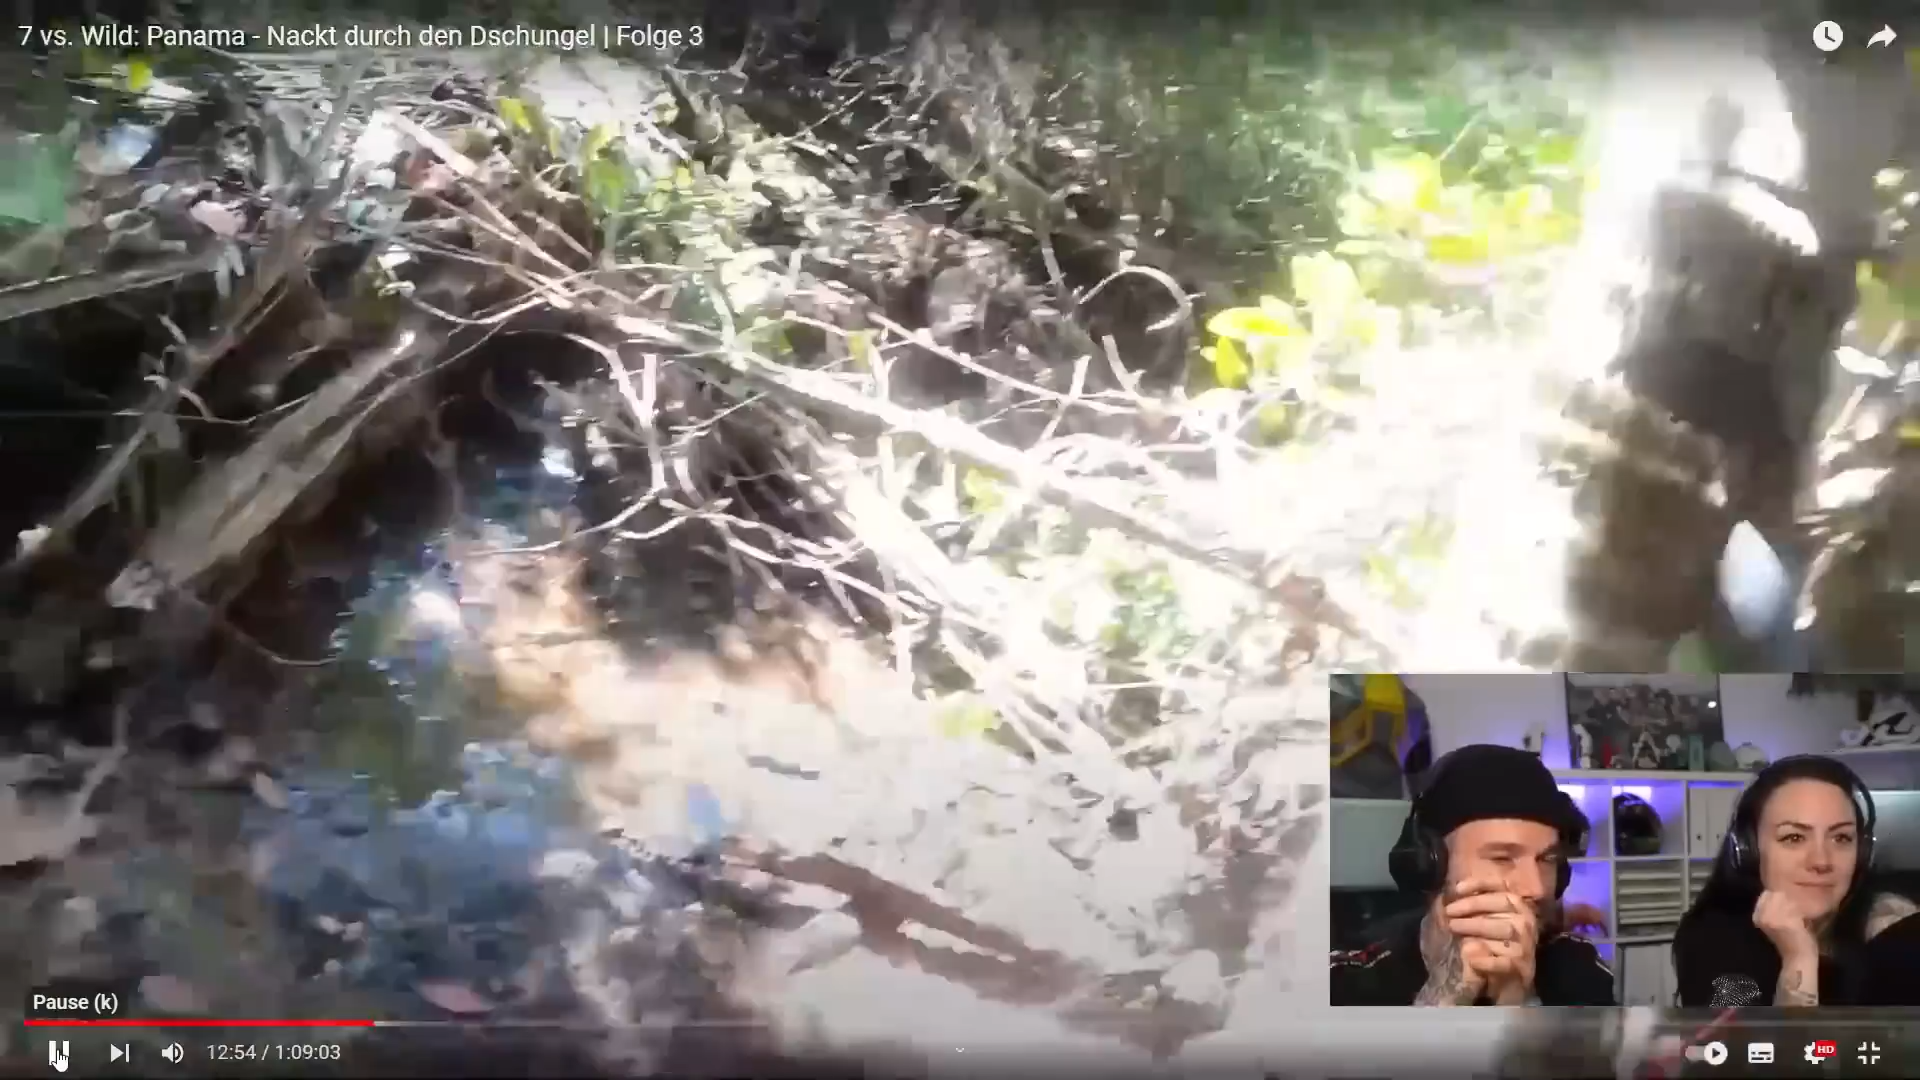 7 vs. Wild: Panama - Nackt durch den Dschungel | Folge 3
Pause (k)
12:54 / 1:09:03
HD